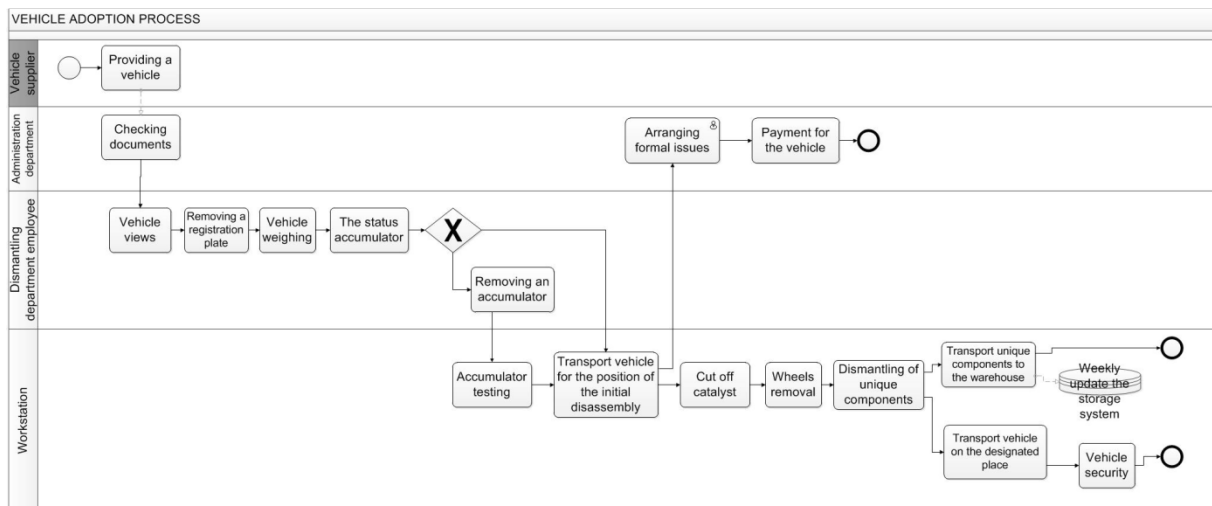 VEHICLE ADOPTION PROCESS
Vehicle
supplier
Providing a
vehicle
Administration
department
Checking
documents
Arranging
formal issues
Payment for
the vehicle
Dismantling
department employee
Vehicle
views
Removing a
registration
plate
Vehicle
weighing
The status
accumulator
X
Removing an
accumulator
Workstation
Accumulator
testing
Transport vehicle
for the position of
the initial
disassembly
Cut off
catalyst
Wheels
removal
Dismantling of
unique
components
Transport unique
components to
the warehouse
Weekly
update the
storage
system
Transport vehicle
on the designated
place
Vehicle
security